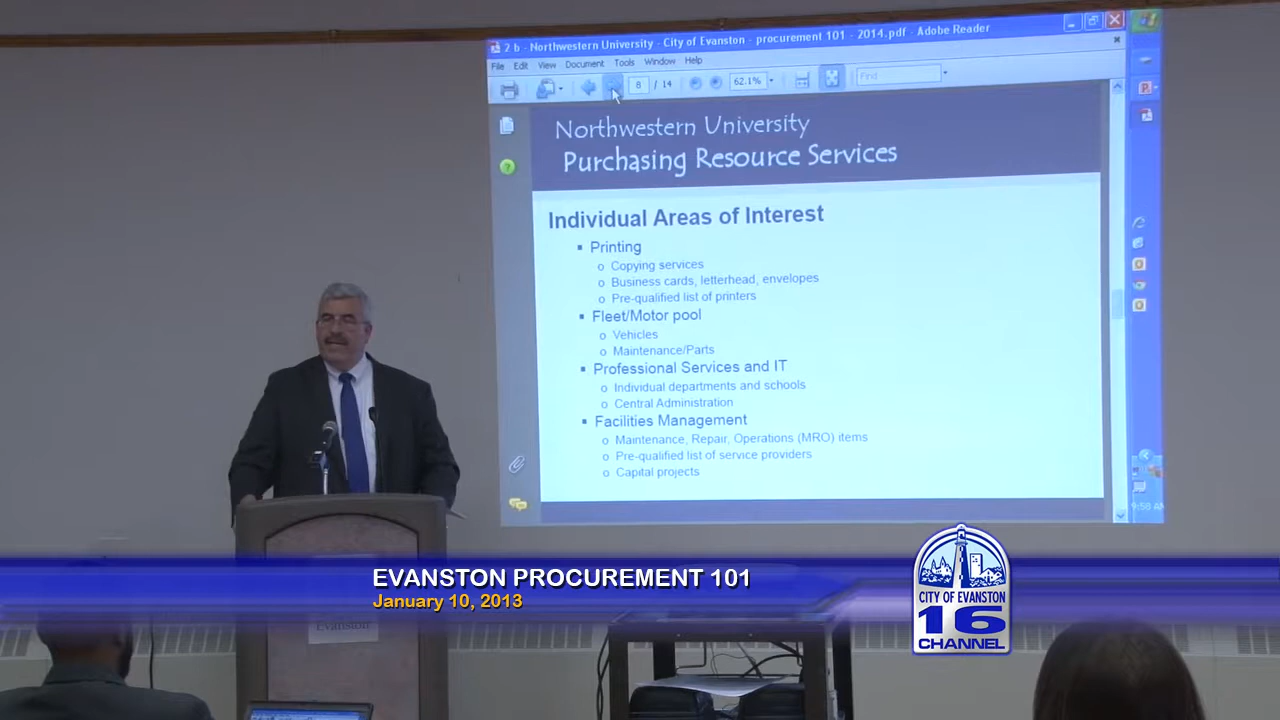 2 b - Northwestern University - City of Evanston - procurement 101 - 2014.pdf - Adobe Reader
File Edit View Document Tools Window Help
8 / 14 62.1% Find
Northwestern University
Purchasing Resource Services
Individual Areas of Interest
▪ Printing
o Copying services
o Business cards, letterhead, envelopes
o Pre-qualified list of printers
▪ Fleet/Motor pool
o Vehicles
o Maintenance/Parts
▪ Professional Services and IT
o Individual departments and schools
o Central Administration
▪ Facilities Management
o Maintenance, Repair, Operations (MRO) items
o Pre-qualified list of service providers
o Capital projects
9:58 AM
EVANSTON PROCUREMENT 101
January 10, 2013
Evanston
CITY OF EVANSTON
16
CHANNEL